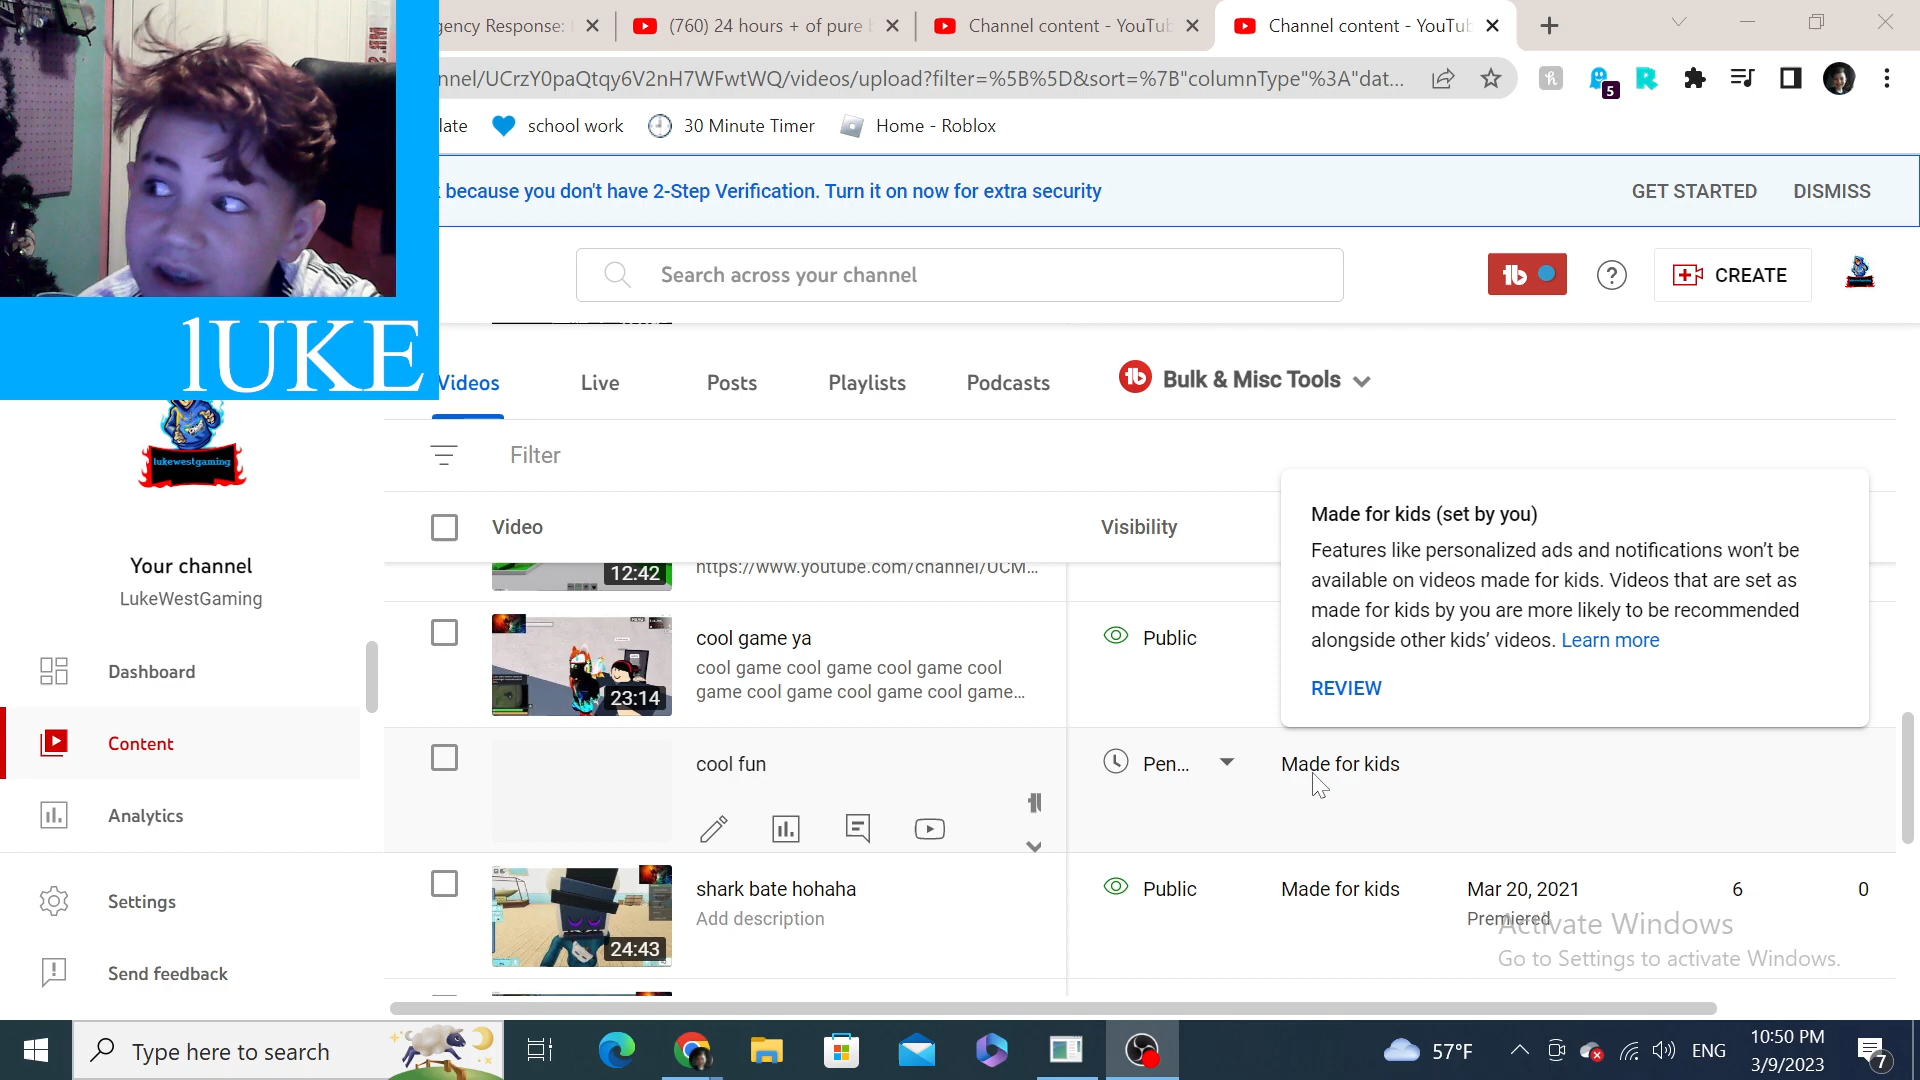 gency Response:
(760) 24 hours + of pure
Channel content - YouTub
Channel content - YouTub
nnel/UCrzY0paQtqy6V2nH7WFwtWQ/videos/upload?filter=%5B%5D&sort=%7B"columnType"%3A"dat...
5
late
school work
30 Minute Timer
Home - Roblox
because you don't have 2-Step Verification. Turn it on now for extra security
GET STARTED
DISMISS
Search across your channel
CREATE
lUKE
Videos
Live
Posts
Playlists
Podcasts
Bulk & Misc Tools
lukewestgaming
Filter
Video
Visibility
Made for kids (set by you)
Features like personalized ads and notifications won't be
available on videos made for kids. Videos that are set as
made for kids by you are more likely to be recommended
alongside other kids' videos. Learn more
REVIEW
Your channel
LukeWestGaming
12:42
https://www.youtube.com/channel/UCM...
cool game ya
cool game cool game cool game cool
game cool game cool game cool game...
23:14
Public
Dashboard
Content
Analytics
Settings
Send feedback
cool fun
Pen...
Made for kids
shark bate hohaha
Add description
24:43
Public
Made for kids
Mar 20, 2021
Premiered
6
0
Activate Windows
Go to Settings to activate Windows.
Type here to search
57°F
ENG
10:50 PM
3/9/2023
7